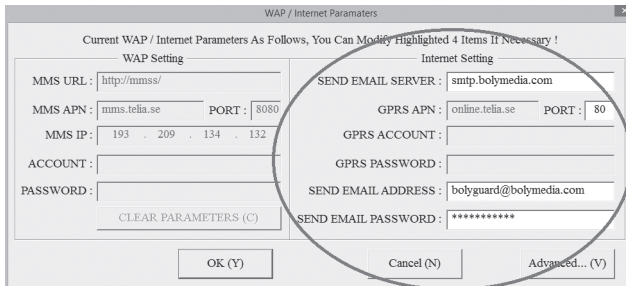 WAP / Internet Paramaters
Current WAP / Internet Parameters As Follows, You Can Modify Highlighted 4 Items If Necessary !
WAP Setting
MMS URL : http://mmss/
MMS APN : mms.telia.se PORT : 8080
MMS IP : 193 . 209 . 134 . 132
ACCOUNT :
PASSWORD :
CLEAR PARAMETERS (C)
Internet Setting
SEND EMAIL SERVER : smtp.bolymedia.com
GPRS APN : online.telia.se PORT : 80
GPRS ACCOUNT :
GPRS PASSWORD :
SEND EMAIL ADDRESS : bolyguard@bolymedia.com
SEND EMAIL PASSWORD : ***********
OK (Y) Cancel (N) Advanced... (V)